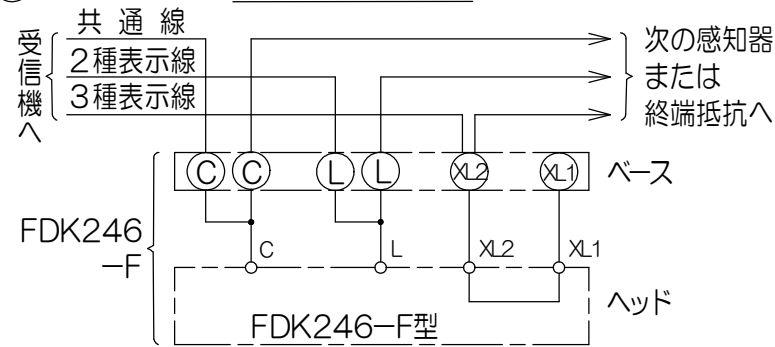 共通線
2種表示線
3種表示線
受信機へ
次の感知器
または
終端抵抗へ
C C L L XL2 XL1
ベース
FDK246
-F
C L XL2 XL1
ヘッド
FDK246-F型